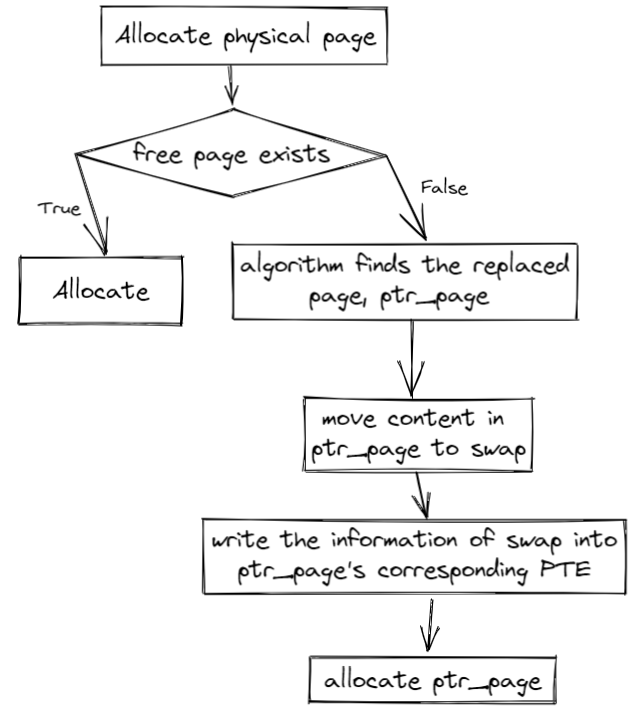 Allocate physical page
free page exists
True
False
Allocate
algorithm finds the replaced
page, ptr_page
move content in
ptr_page to swap
write the information of swap into
ptr_page's corresponding PTE
allocate ptr_page